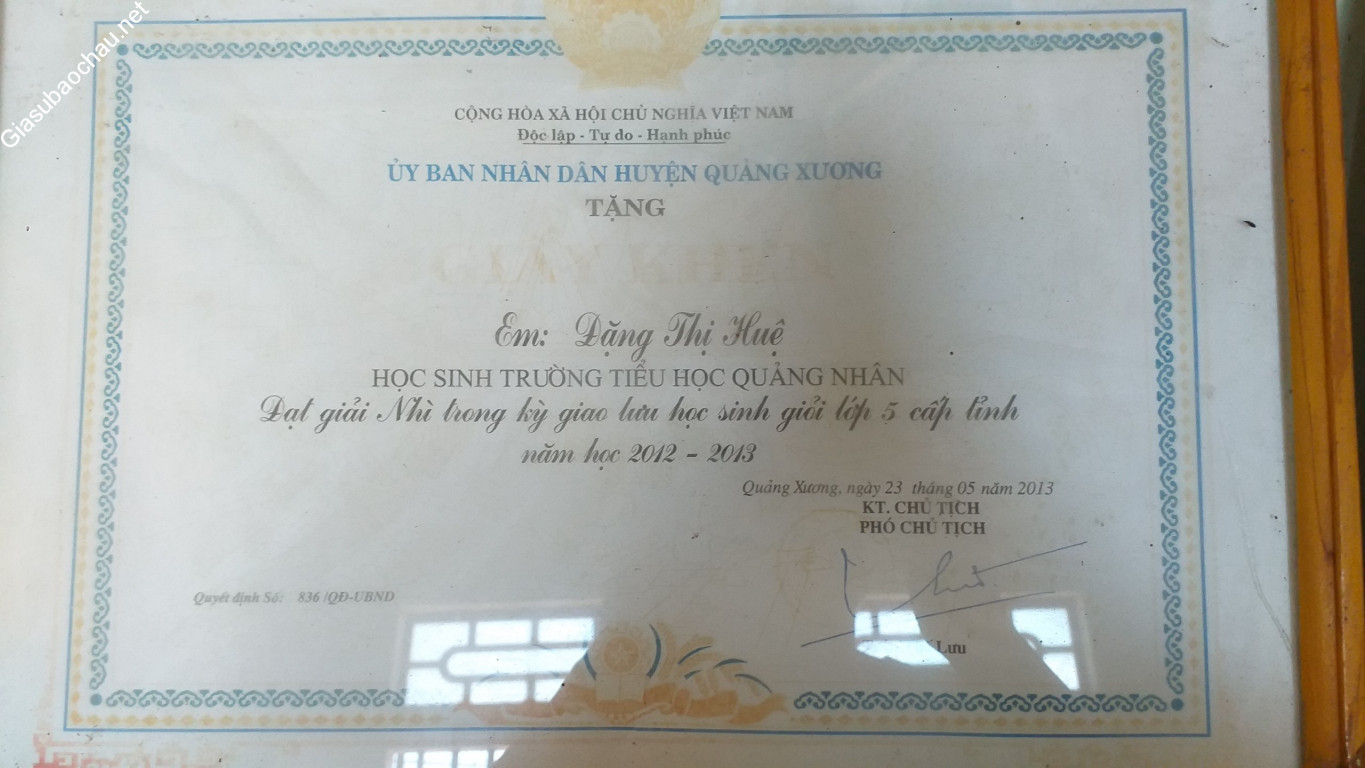 Giasubaochau.net
CỘNG HÒA XÃ HỘI CHỦ NGHĨA VIỆT NAM
Độc lập - Tự do - Hạnh phúc
ỦY BAN NHÂN DÂN HUYỆN QUẢNG XƯƠNG
TẶNG
Em: Đặng Thị Huệ
HỌC SINH TRƯỜNG TIỂU HỌC QUẢNG NHÂN
Đạt giải Nhì trong kỳ giao lưu học sinh giỏi lớp 5 cấp tỉnh
năm học 2012 - 2013
Quảng Xương, ngày 23 tháng 05 năm 2013
KT. CHỦ TỊCH
PHÓ CHỦ TỊCH
Quyết định Số: 836 /QĐ-UBND
Lưu